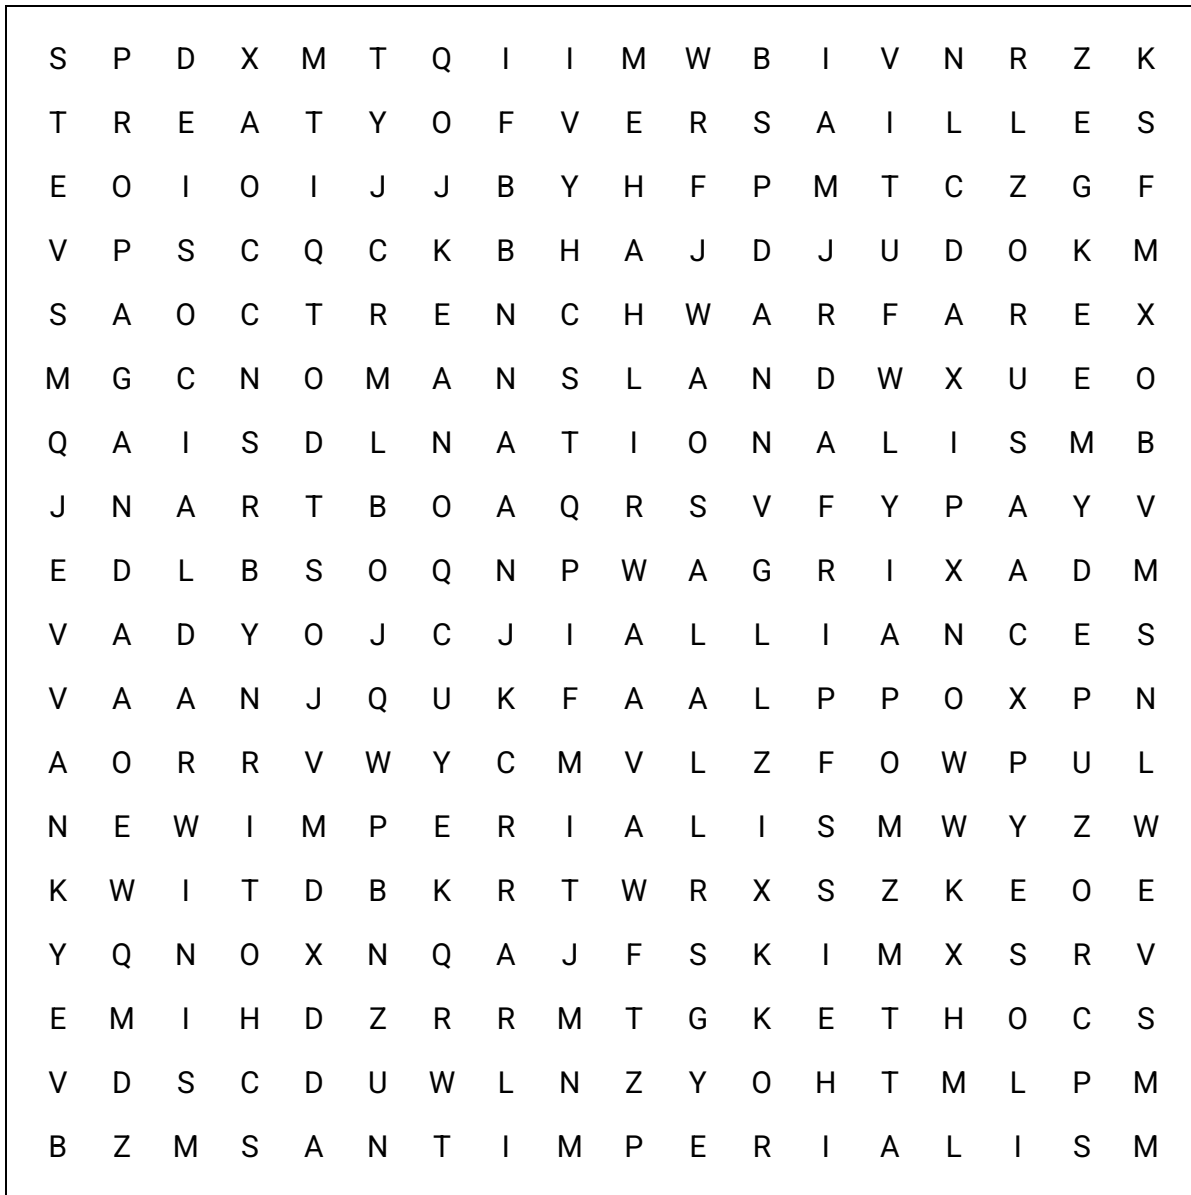 S P D X M T Q I I M W B I V N R Z K
T R E A T Y O F V E R S A I L L E S
E O I O I J J B Y H F P M T C Z G F
V P S C Q C K B H A J D J U D O K M
S A O C T R E N C H W A R F A R E X
M G C N O M A N S L A N D W X U E O
Q A I S D L N A T I O N A L I S M B
J N A R T B O A Q R S V F Y P A Y V
E D L B S O Q N P W A G R I X A D M
V A D Y O J C J I A L L I A N C E S
V A A N J Q U K F A A L P P O X P N
A O R R V W Y C M V L Z F O W P U L
N E W I M P E R I A L I S M W Y Z W
K W I T D B K R T W R X S Z K E O E
Y Q N O X N Q A J F S K I M X S R V
E M I H D Z R R M T G K E T H O C S
V D S C D U W L N Z Y O H T M L P M
B Z M S A N T I M P E R I A L I S M